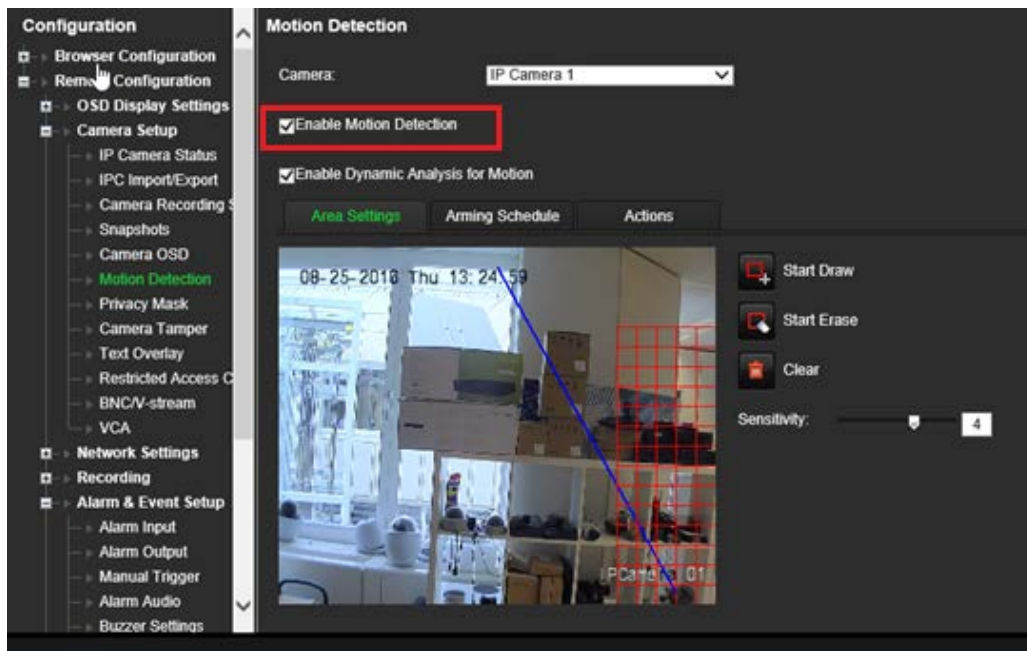 Configuration
Browser Configuration
Remote Configuration
OSD Display Settings
Camera Setup
IP Camera Status
IPC Import/Export
Camera Recording S
Snapshots
Camera OSD
Motion Detection
Privacy Mask
Camera Tamper
Text Overlay
Restricted Access C
BNC/V-stream
VCA
Network Settings
Recording
Alarm & Event Setup
Alarm Input
Alarm Output
Manual Trigger
Alarm Audio
Buzzer Settings
Motion Detection
Camera: IP Camera 1
Enable Motion Detection
Enable Dynamic Analysis for Motion
Area Settings Arming Schedule Actions
08-25-2016 Thu 13:24:59
IPCamera 01
Start Draw
Start Erase
Clear
Sensitivity: 4